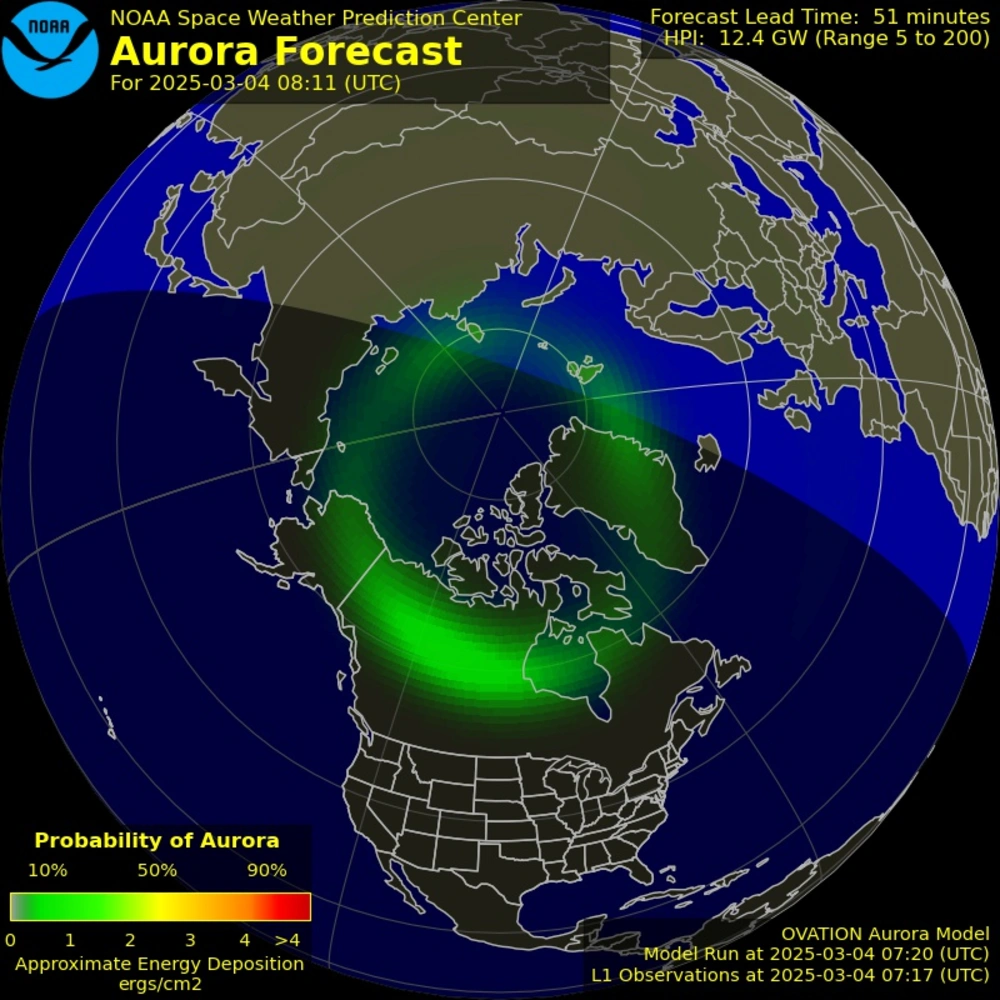 NOAA
NOAA Space Weather Prediction Center
Aurora Forecast
For 2025-03-04 08:11 (UTC)
Forecast Lead Time: 51 minutes
HPI: 12.4 GW (Range 5 to 200)
Probability of Aurora
10% 50% 90%
0 1 2 3 4 >4
Approximate Energy Deposition
ergs/cm2
OVATION Aurora Model
Model Run at 2025-03-04 07:20 (UTC)
L1 Observations at 2025-03-04 07:17 (UTC)